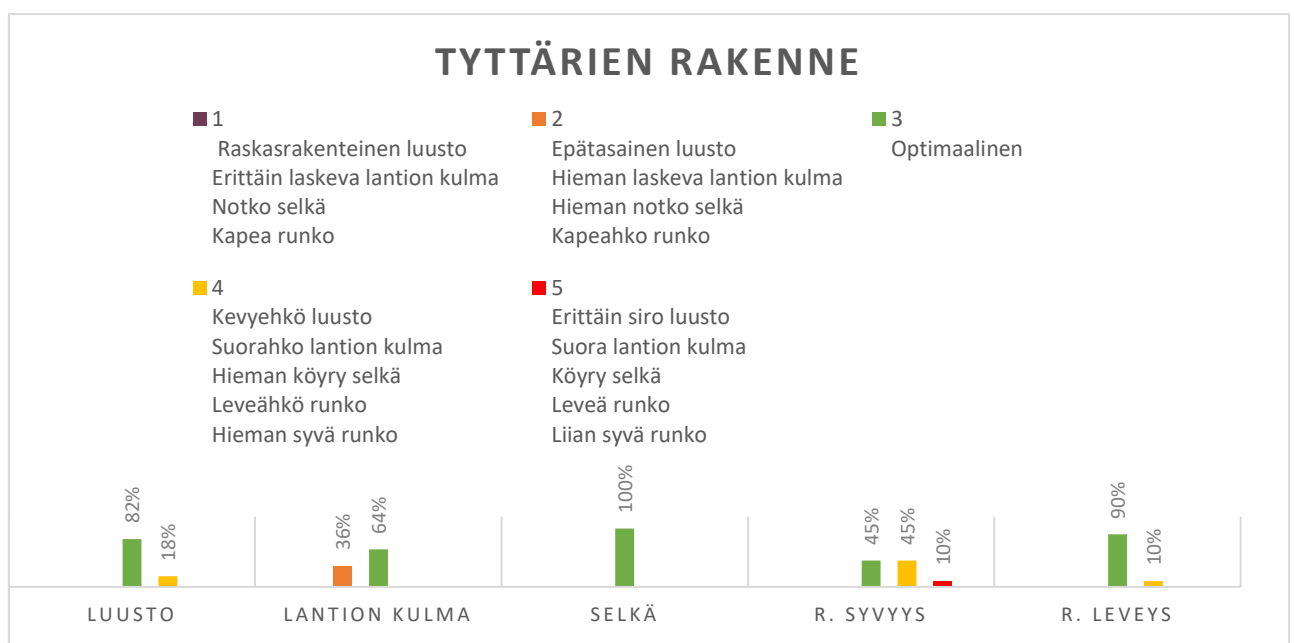 TYTTÄRIEN RAKENNE
1
Raskasrakenteinen luusto
Erittäin laskeva lantion kulma
Notko selkä
Kapea runko
2
Epätasainen luusto
Hieman laskeva lantion kulma
Hieman notko selkä
Kapeahko runko
3
Optimaalinen
4
Kevyehkö luusto
Suorahko lantion kulma
Hieman köyry selkä
Leveähkö runko
Hieman syvä runko
5
Erittäin siro luusto
Suora lantion kulma
Köyry selkä
Leveä runko
Liian syvä runko
82%
18%
36%
64%
100%
45%
45%
10%
90%
10%
LUUSTO
LANTION KULMA
SELKÄ
R. SYVYYS
R. LEVEYS